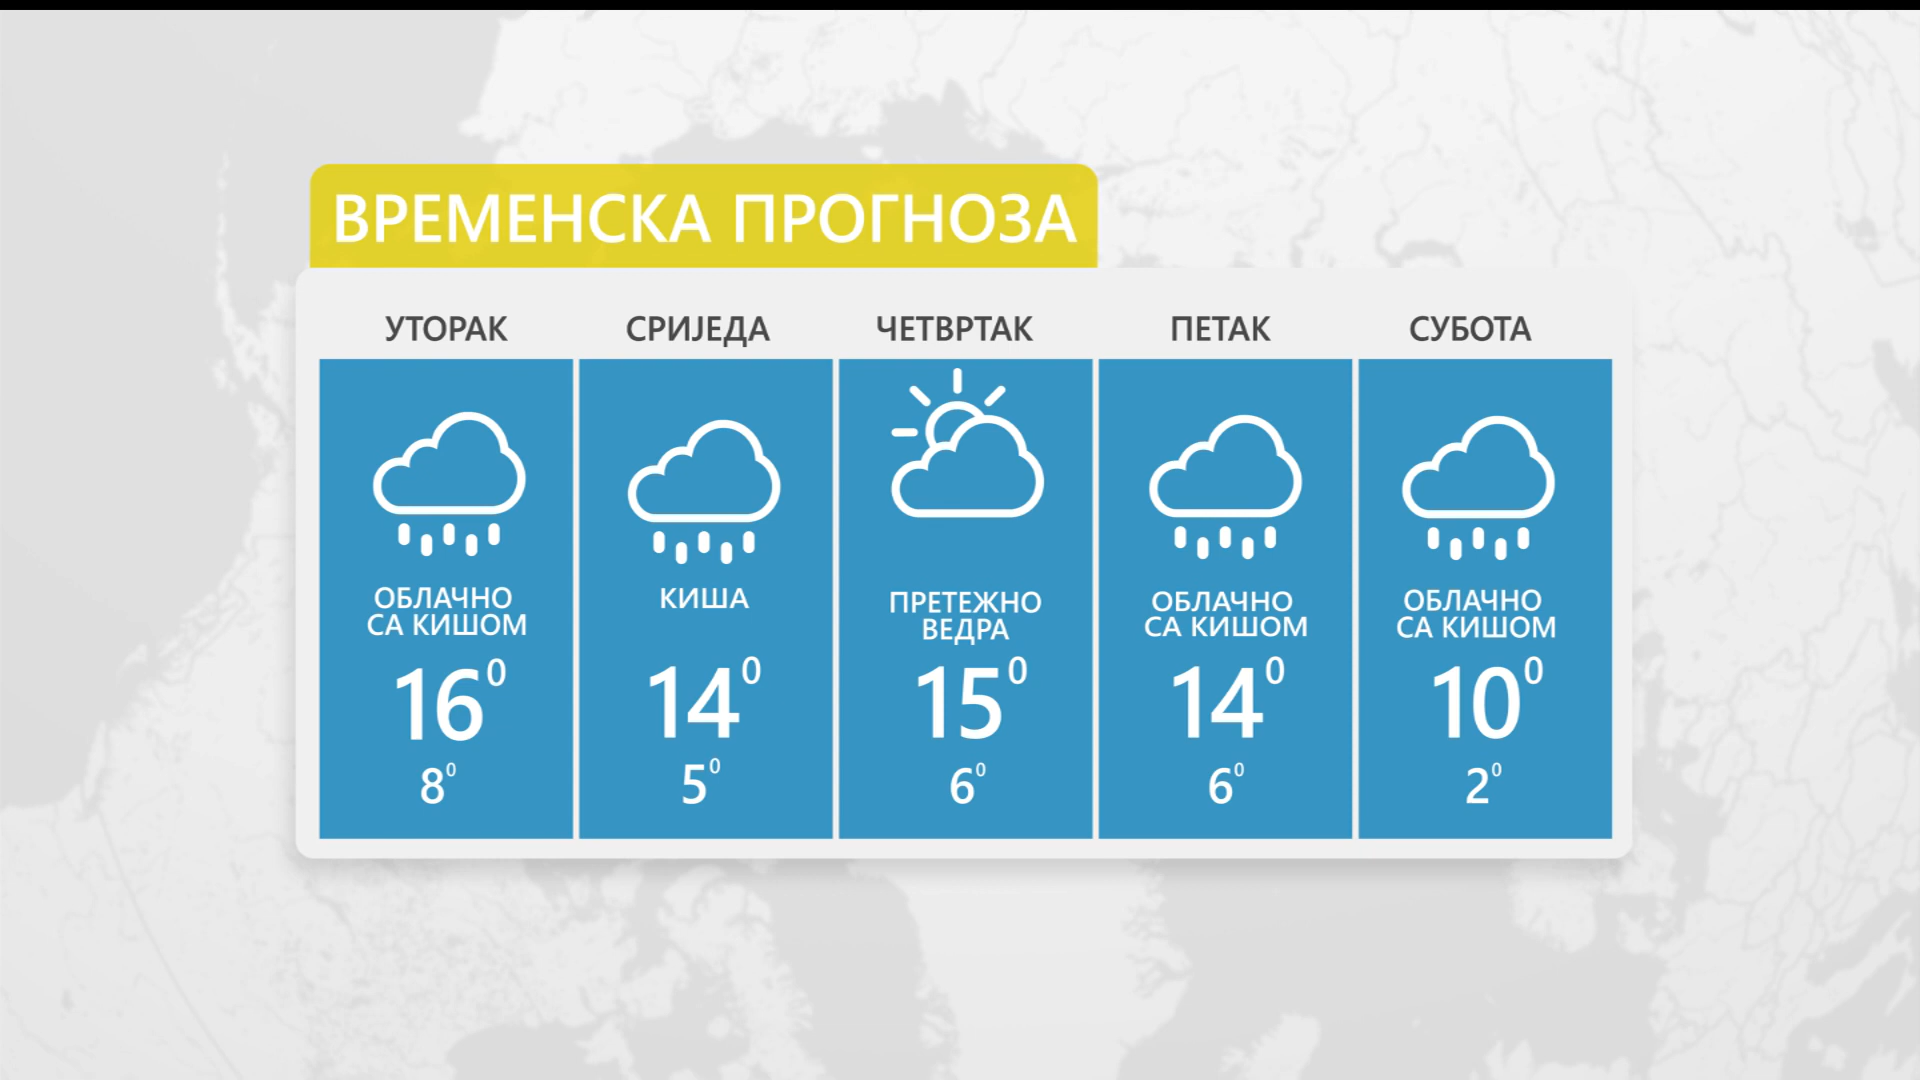 ВРЕМЕНСКА ПРОГНОЗА
УТОРАК
СРИЈЕДА
ЧЕТВРТАК
ПЕТАК
СУБОТА
ОБЛАЧНО
СА КИШОМ
16⁰
8⁰
КИША
14⁰
5⁰
ПРЕТЕЖНО
ВЕДРА
15⁰
6⁰
ОБЛАЧНО
СА КИШОМ
14⁰
6⁰
ОБЛАЧНО
СА КИШОМ
10⁰
2⁰